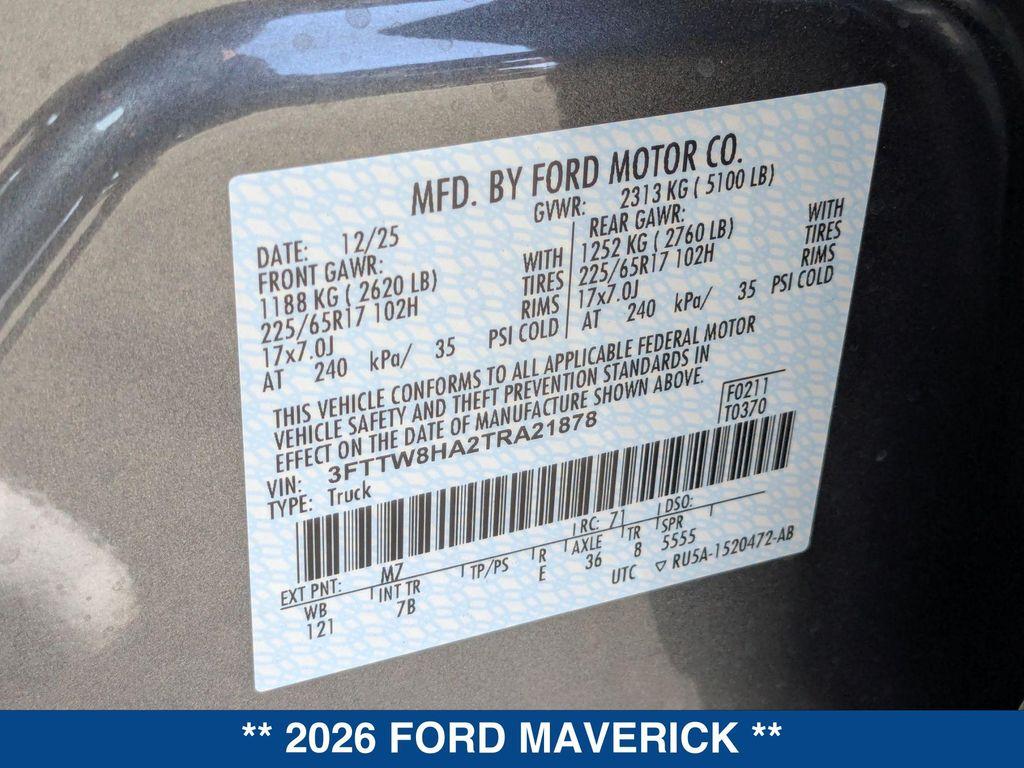 MFD. BY FORD MOTOR CO.
GVWR: 2313 KG ( 5100 LB)
DATE: 12/25
FRONT GAWR:
1188 KG ( 2620 LB) WITH
225/65R17 102H TIRES
17x7.0J RIMS
AT 240 kPa/ 35 PSI COLD
REAR GAWR:
1252 KG ( 2760 LB) WITH
225/65R17 102H TIRES
17x7.0J RIMS
AT 240 kPa/ 35 PSI COLD
THIS VEHICLE CONFORMS TO ALL APPLICABLE FEDERAL MOTOR
VEHICLE SAFETY AND THEFT PREVENTION STANDARDS IN
EFFECT ON THE DATE OF MANUFACTURE SHOWN ABOVE.
VIN: 3FTTW8HA2TRA21878
TYPE: Truck
F0211
T0370
EXT PNT: M7 RC: 71 DSO:
WB INT TR TP/PS R AXLE TR SPR
121 7B E 36 8 5555
UTC ▽ RU5A-1520472-AB
** 2026 FORD MAVERICK **